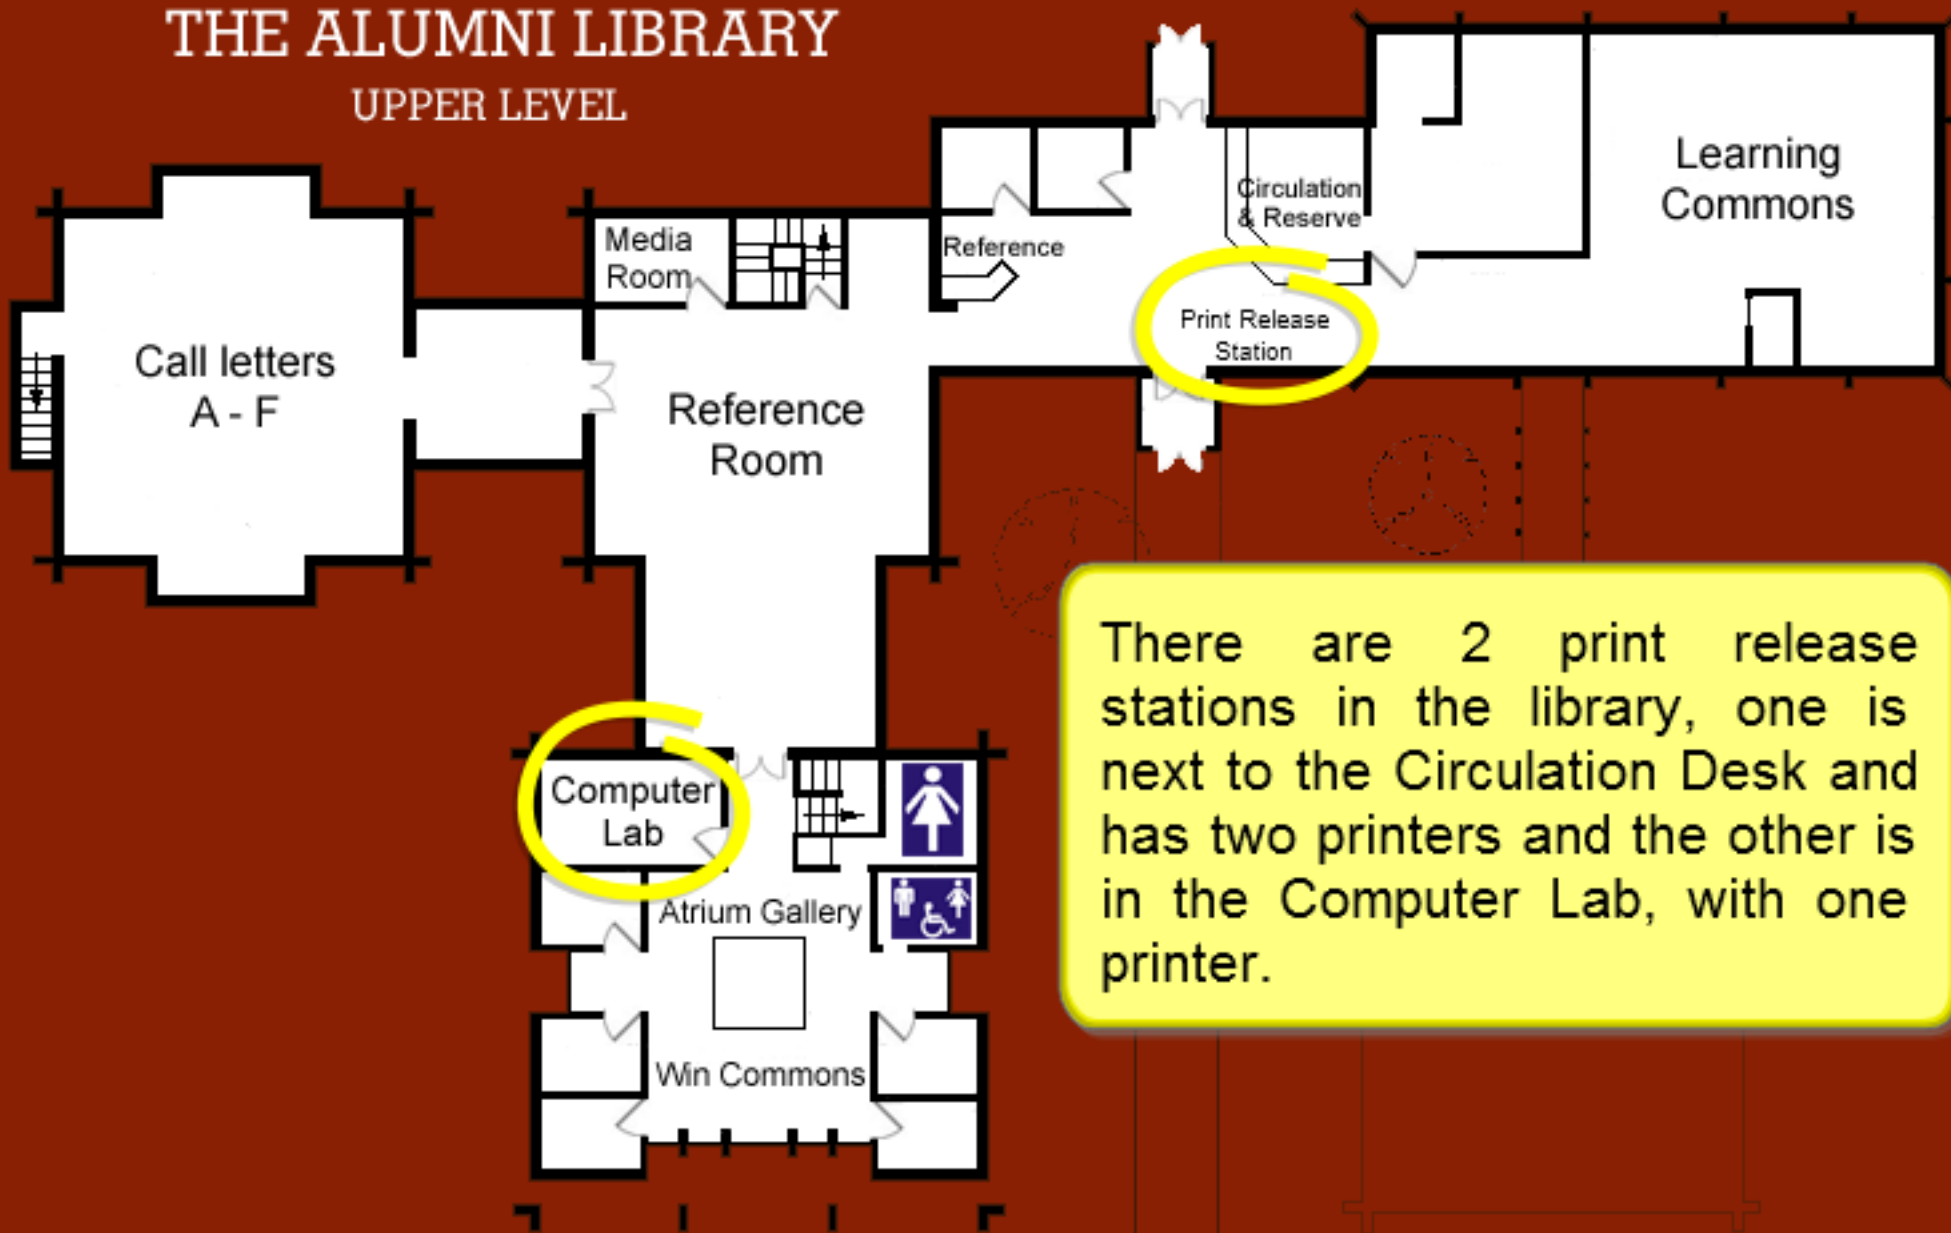 THE ALUMNI LIBRARY
UPPER LEVEL
Learning
Commons
Circulation
& Reserve
Media
Room
Reference
Print Release
Station
Call letters
A - F
Reference
Room
Computer
Lab
Atrium Gallery
Win Commons
There are 2 print release
stations in the library, one is
next to the Circulation Desk and
has two printers and the other is
in the Computer Lab, with one
printer.